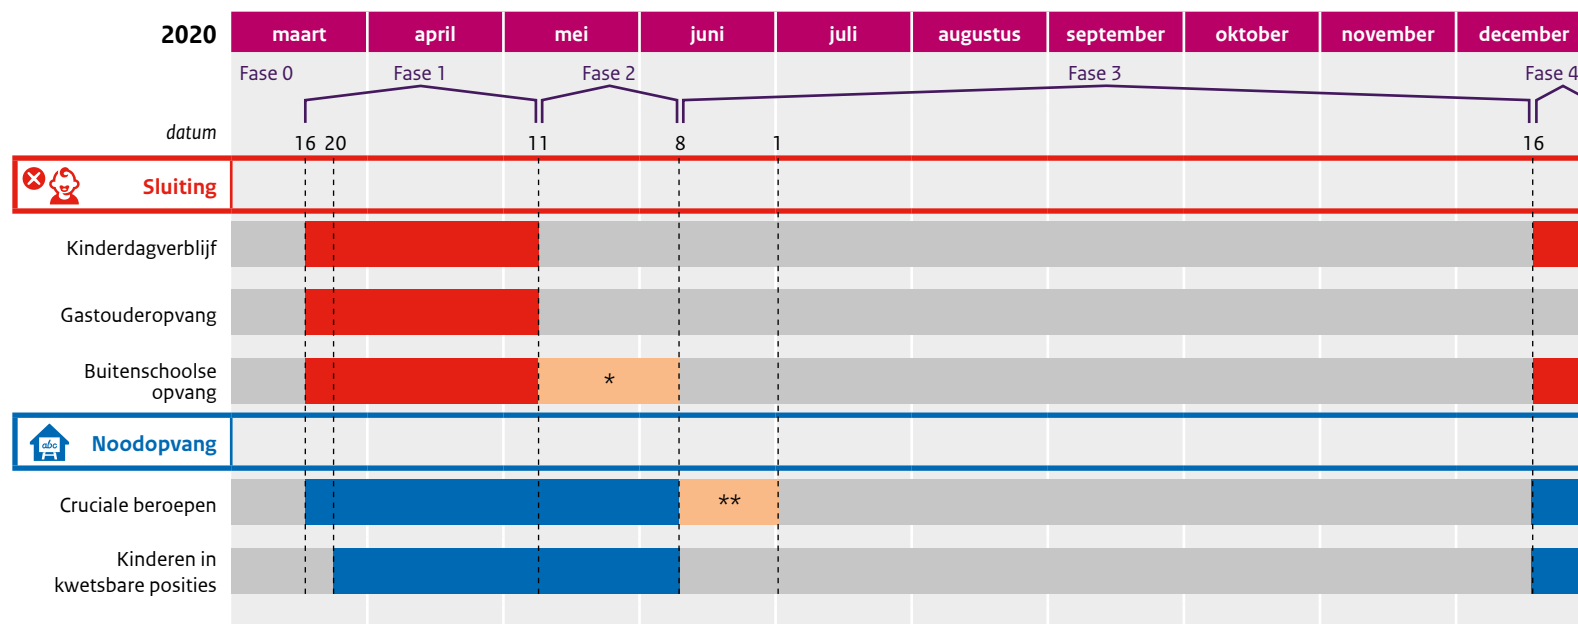 2020 maart april mei juni juli augustus september oktober november december
Fase 0 Fase 1 Fase 2 Fase 3 Fase 4
datum
16 20 11 8 1 16
Sluiting
Kinderdagverblijf
Gastouderopvang
Buitenschoolse
opvang
*
abc
Noodopvang
Cruciale beroepen
**
Kinderen in
kwetsbare posities